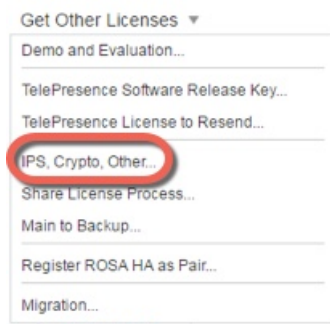 Get Other Licenses ▼
Demo and Evaluation...
TelePresence Software Release Key...
TelePresence License to Resend...
IPS, Crypto, Other...
Share License Process...
Main to Backup...
Register ROSA HA as Pair...
Migration...